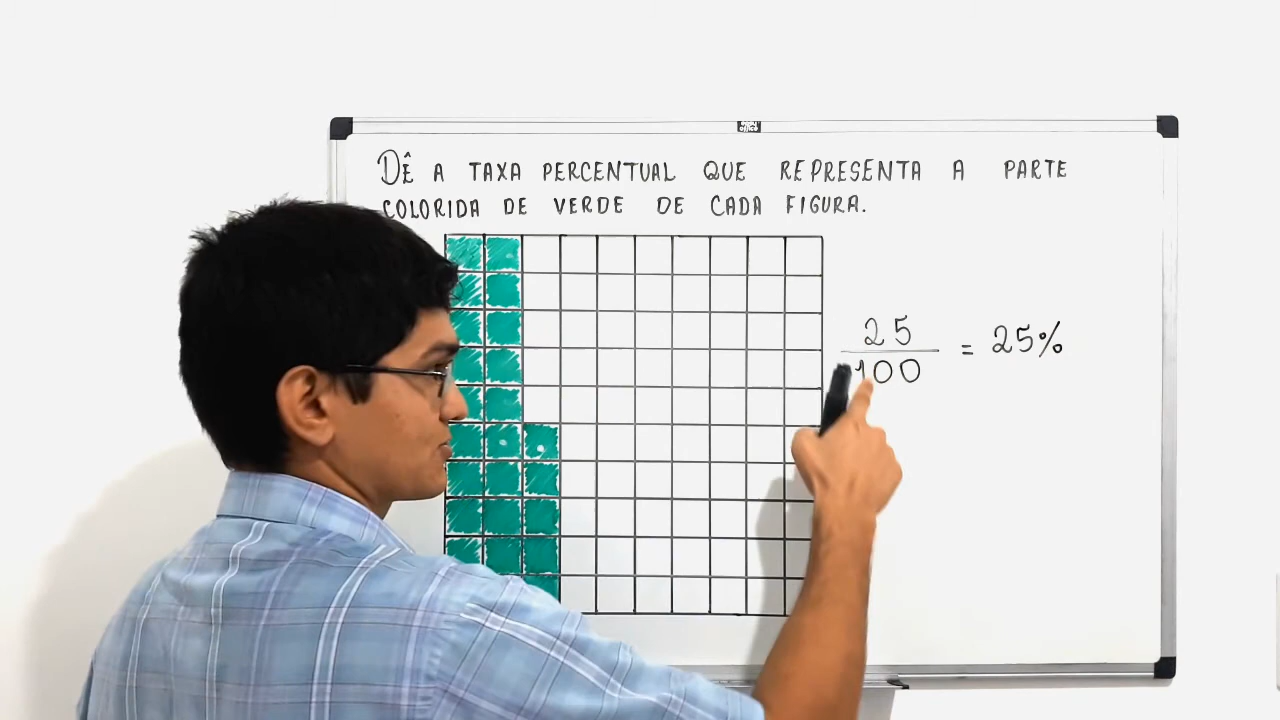 DÊ A TAXA PERCENTUAL QUE REPRESENTA A PARTE
COLORIDA DE VERDE DE CADA FIGURA.
25
100
= 25%